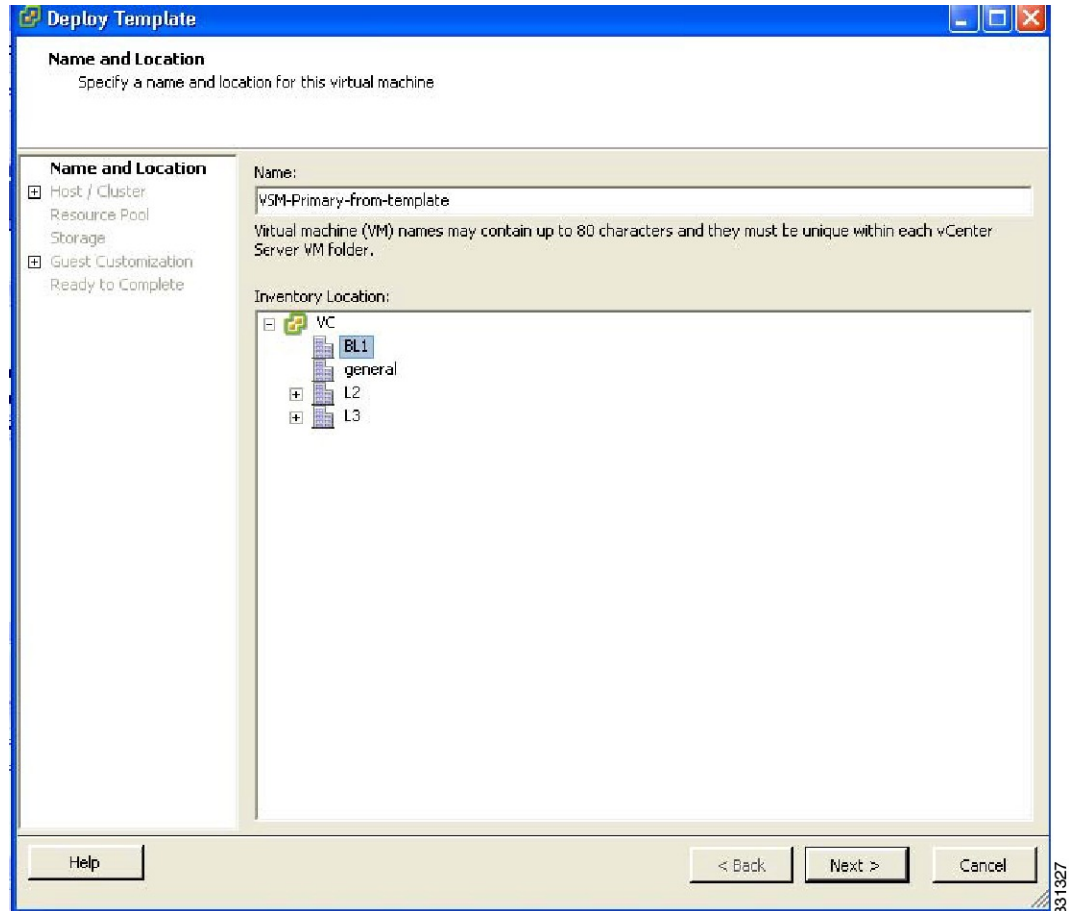 Deploy Template
Name and Location
Specify a name and location for this virtual machine
Name and Location
Host / Cluster
Resource Pool
Storage
Guest Customization
Ready to Complete
Name:
VSM-Primary-from-template
Virtual machine (VM) names may contain up to 80 characters and they must be unique within each vCenter
Server VM folder.
Inventory Location:
VC
BL1
general
L2
L3
Help
< Back
Next >
Cancel
331327